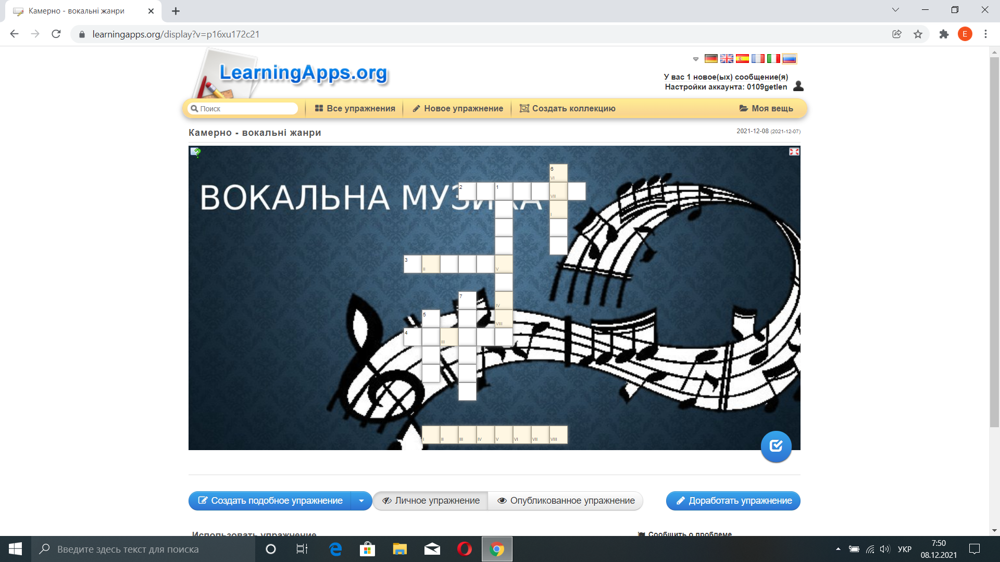 Камерно - вокальні жанри
learningapps.org/display?v=p16xu172c21
E
LearningApps.org
У вас 1 новое(ых) сообщение(я)
Настройки аккаунта: 0109getlen
Поиск
Все упражнения
Новое упражнение
Создать коллекцию
Моя вещь
Камерно - вокальні жанри
2021-12-08 (2021-12-07)
ВОКАЛЬНА МУЗИКА
6
VI
2 1 VII
I
3 II V
7
IV
5
VIII
4 III
I II III IV V VI VII VIII
Создать подобное упражнение
Личное упражнение
Опубликованное упражнение
Доработать упражнение
Использовать упражнение
Сообщить о проблеме
Введите здесь текст для поиска
УКР
7:50
08.12.2021